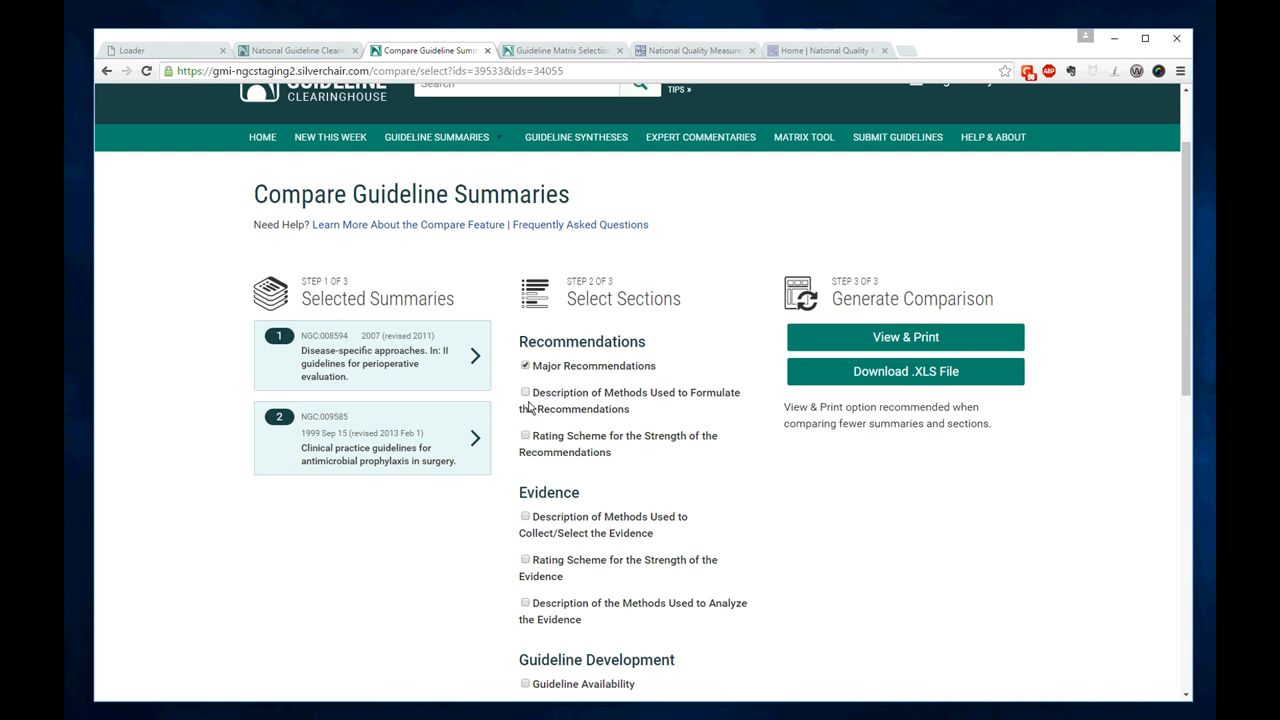 Loader
National Guideline Clearin
Compare Guideline Summ
Guideline Matrix Selection
National Quality Measure
Home | National Quality M
https://gmi-ngcstaging2.silverchair.com/compare/select?ids=39533&ids=34055
CLEARINGHOUSE
Search
TIPS »
HOME
NEW THIS WEEK
GUIDELINE SUMMARIES
GUIDELINE SYNTHESES
EXPERT COMMENTARIES
MATRIX TOOL
SUBMIT GUIDELINES
HELP & ABOUT
Compare Guideline Summaries
Need Help? Learn More About the Compare Feature | Frequently Asked Questions
STEP 1 OF 3
Selected Summaries
1
NGC:008594 2007 (revised 2011)
Disease-specific approaches. In: II
guidelines for perioperative
evaluation.
2
NGC:009585
1999 Sep 15 (revised 2013 Feb 1)
Clinical practice guidelines for
antimicrobial prophylaxis in surgery.
STEP 2 OF 3
Select Sections
Recommendations
Major Recommendations
Description of Methods Used to Formulate
the Recommendations
Rating Scheme for the Strength of the
Recommendations
Evidence
Description of Methods Used to
Collect/Select the Evidence
Rating Scheme for the Strength of the
Evidence
Description of the Methods Used to Analyze
the Evidence
Guideline Development
Guideline Availability
STEP 3 OF 3
Generate Comparison
View & Print
Download .XLS File
View & Print option recommended when
comparing fewer summaries and sections.